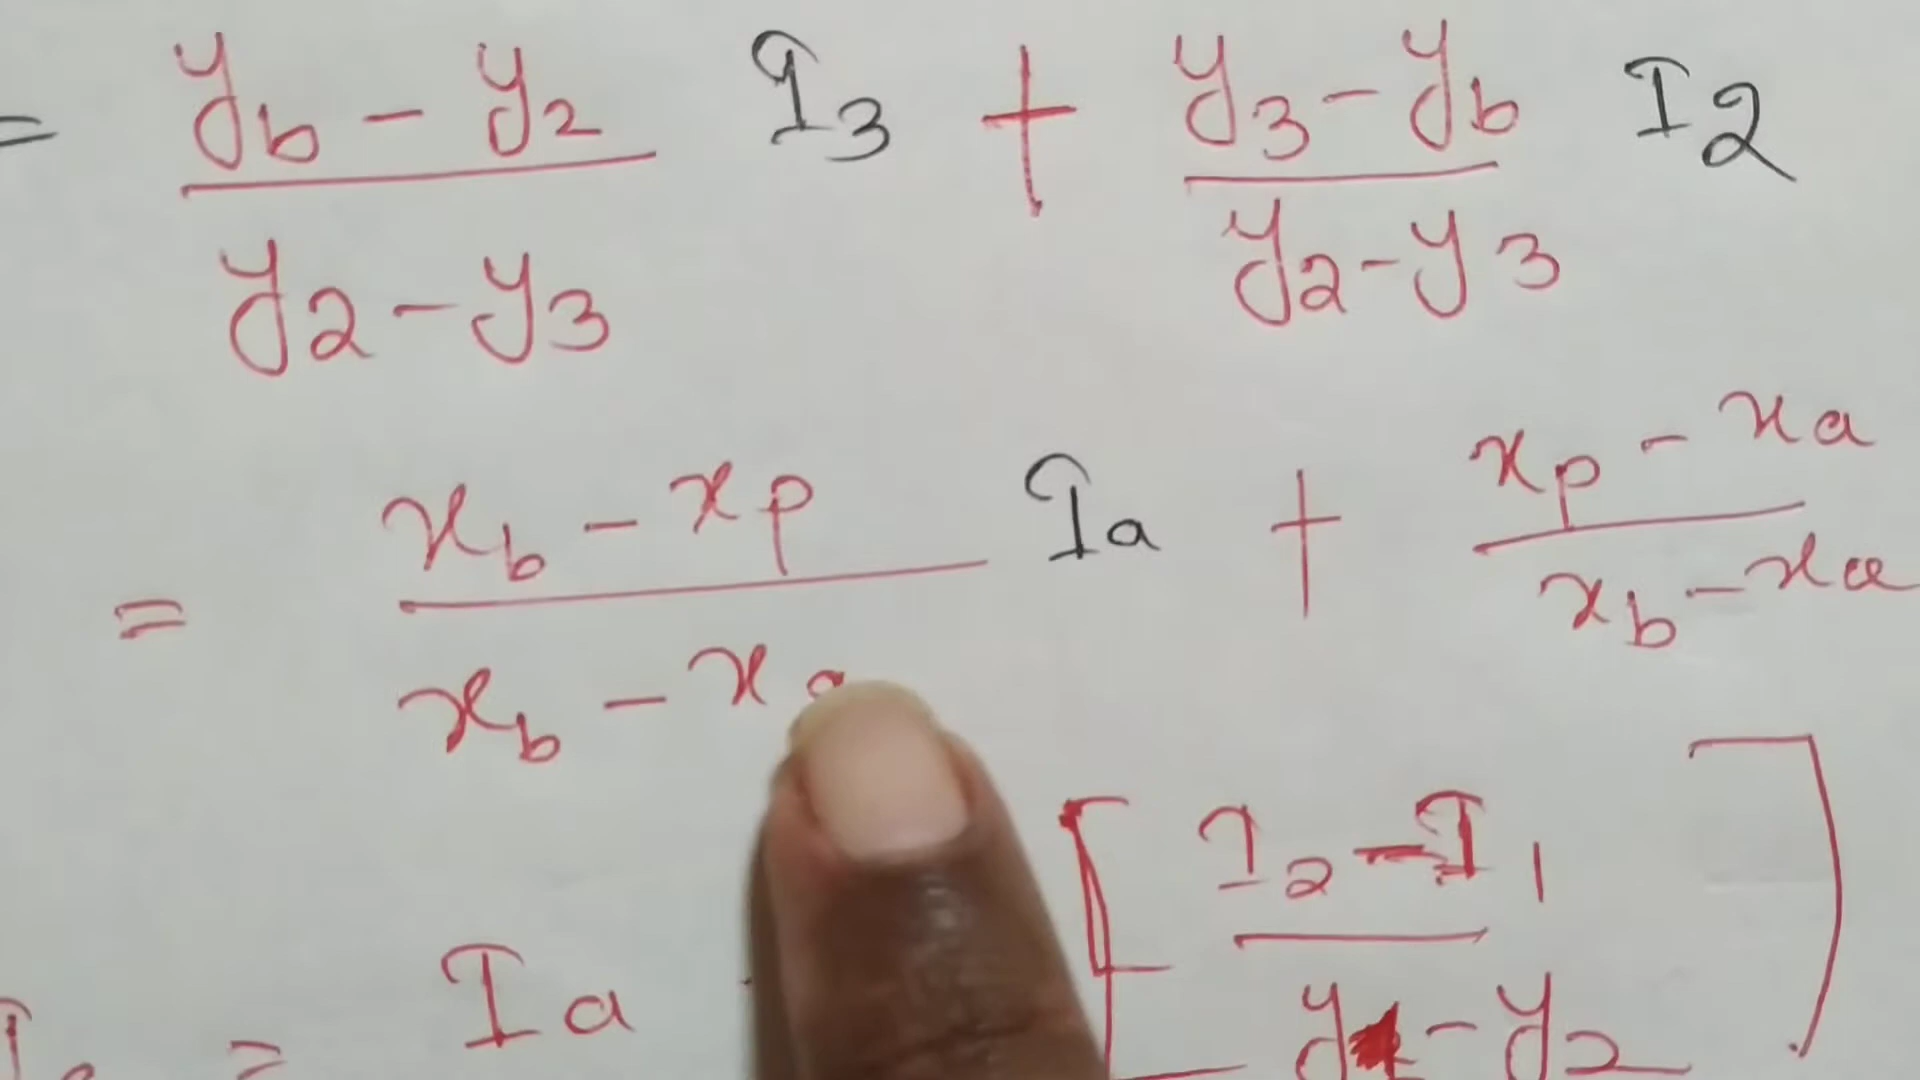 = yb - y2 / y2 - y3 I3 + y3 - yb / y2 - y3 I2
= xb - xp / xb - xa Ia + xp - xa / xb - xa
= Ia [ I2 - I1 / y - y2 ]